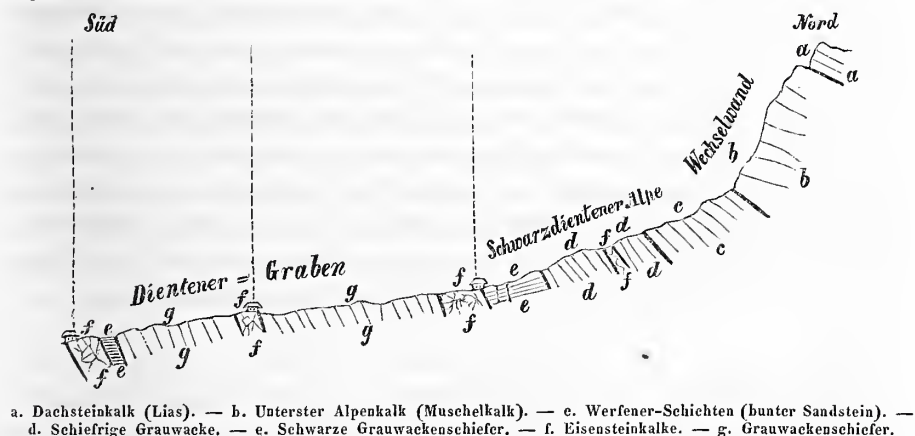 Süd
Nord
a
a
Wechselwand
b
b
Schwarzdientener Alpe
c
c
d
f
d
d
f
d
e
e
Dientener = Graben
f
f
g
g
f
f
g
g
f
e
f
e
a. Dachsteinkalk (Lias). — b. Unterster Alpenkalk (Muschelkalk). — c. Werfener-Schichten (bunter Sandstein). —
d. Schiefrige Grauwacke. — e. Schwarze Grauwackenschiefer. — f. Eisensteinkalke. — g. Grauwackenschiefer.